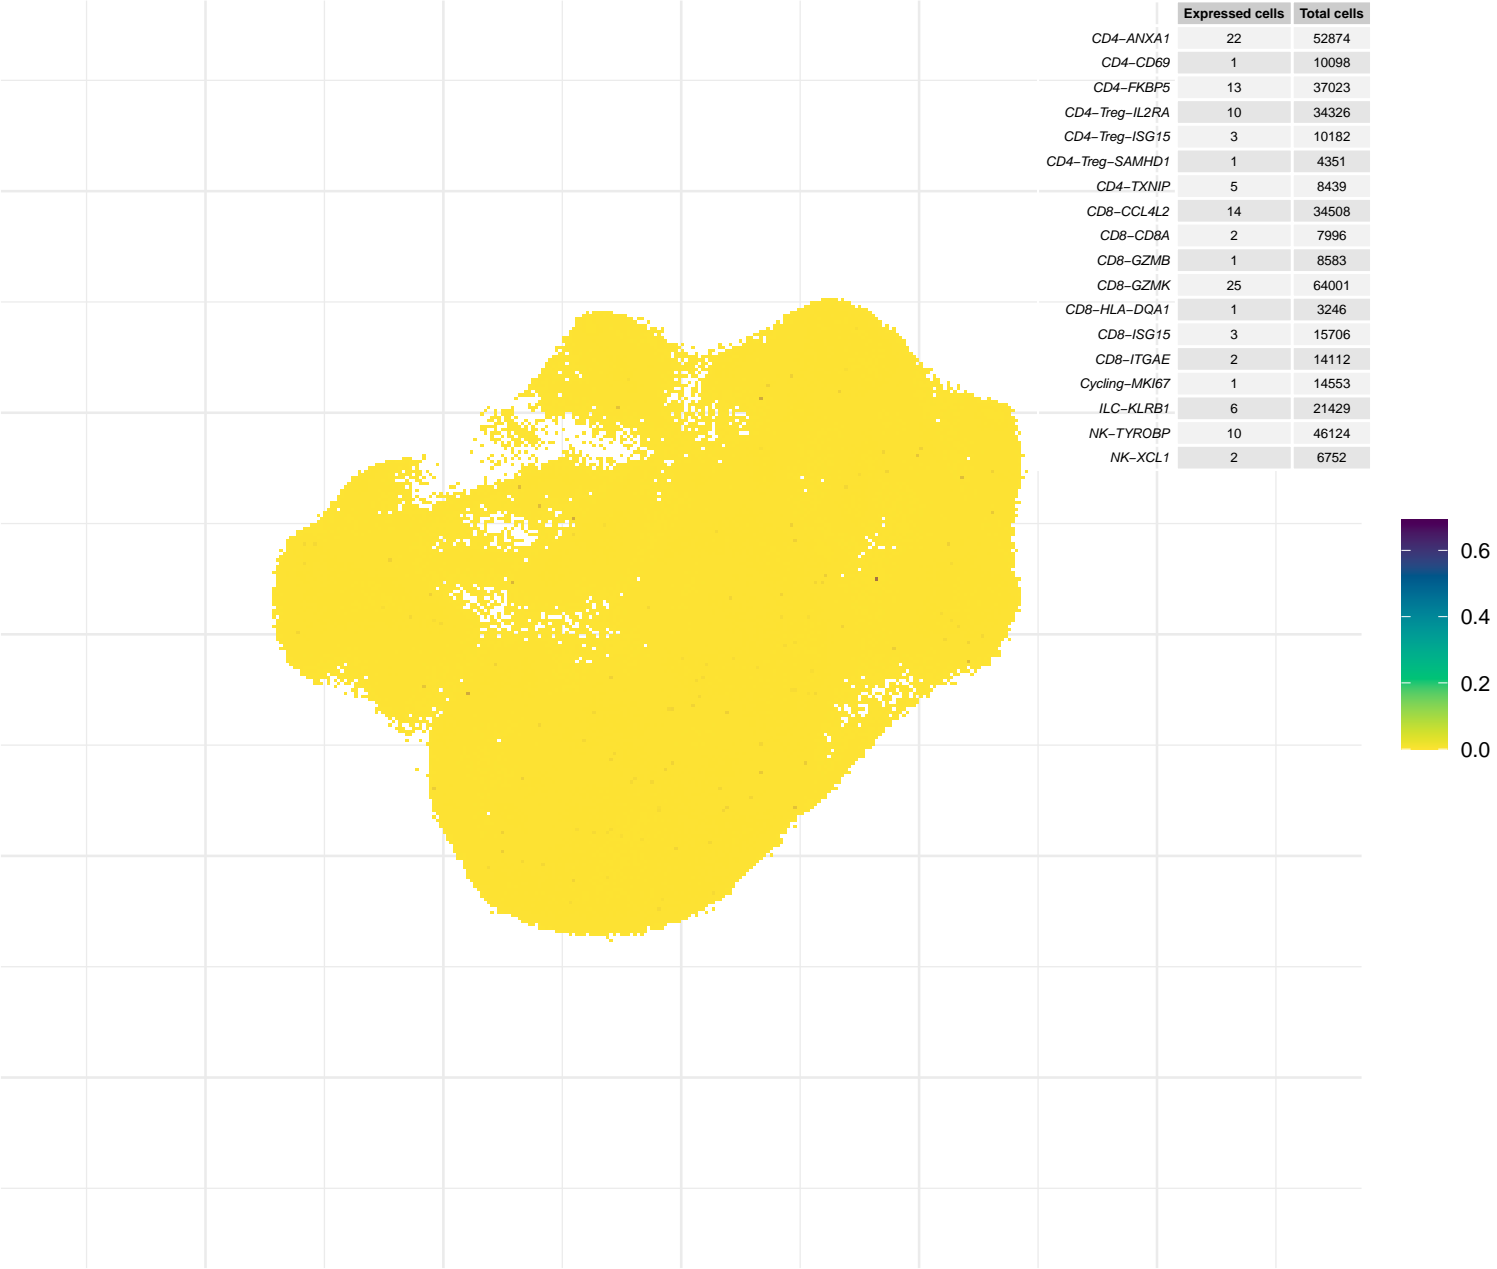 Expressed cells Total cells
CD4−ANXA1 22 52874
CD4−CD69 1 10098
CD4−FKBP5 13 37023
CD4−Treg−IL2RA 10 34326
CD4−Treg−ISG15 3 10182
CD4−Treg−SAMHD1 1 4351
CD4−TXNIP 5 8439
CD8−CCL4L2 14 34508
CD8−CD8A 2 7996
CD8−GZMB 1 8583
CD8−GZMK 25 64001
CD8−HLA−DQA1 1 3246
CD8−ISG15 3 15706
CD8−ITGAE 2 14112
Cycling−MKI67 1 14553
ILC−KLRB1 6 21429
NK−TYROBP 10 46124
NK−XCL1 2 6752
0.6
0.4
0.2
0.0